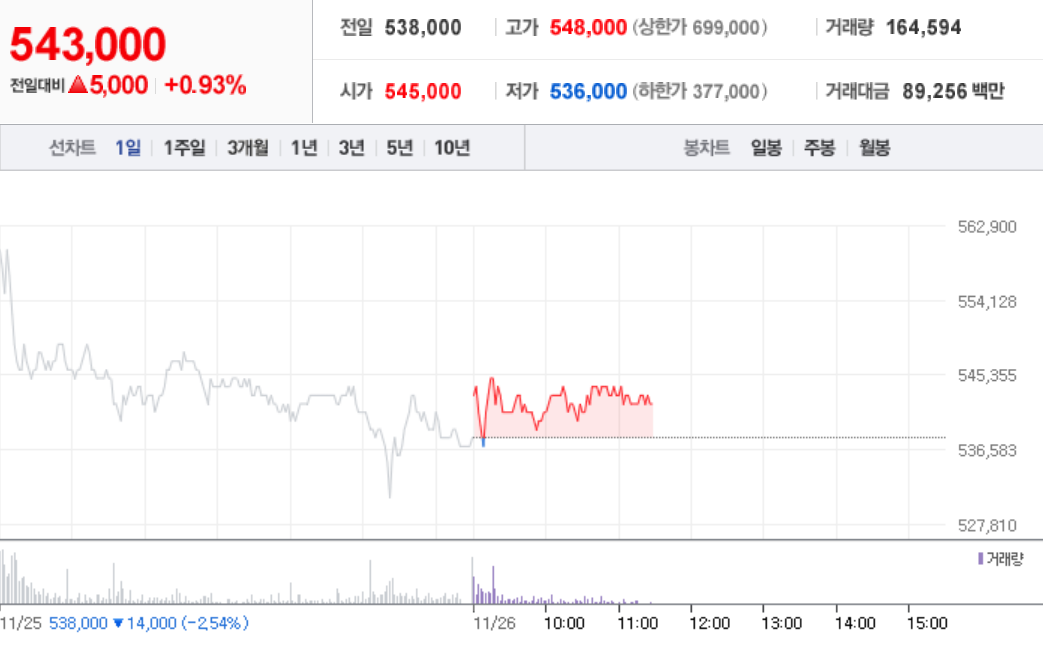 543,000
전일대비 ▲5,000 +0.93%
전일 538,000 고가 548,000 (상한가 699,000) 거래량 164,594
시가 545,000 저가 536,000 (하한가 377,000) 거래대금 89,256 백만
선차트 1일 1주일 3개월 1년 3년 5년 10년 봉차트 일봉 주봉 월봉
562,900
554,128
545,355
536,583
527,810
거래량
11/25 538,000 ▼14,000 (-2,54%) 11/26 10:00 11:00 12:00 13:00 14:00 15:00